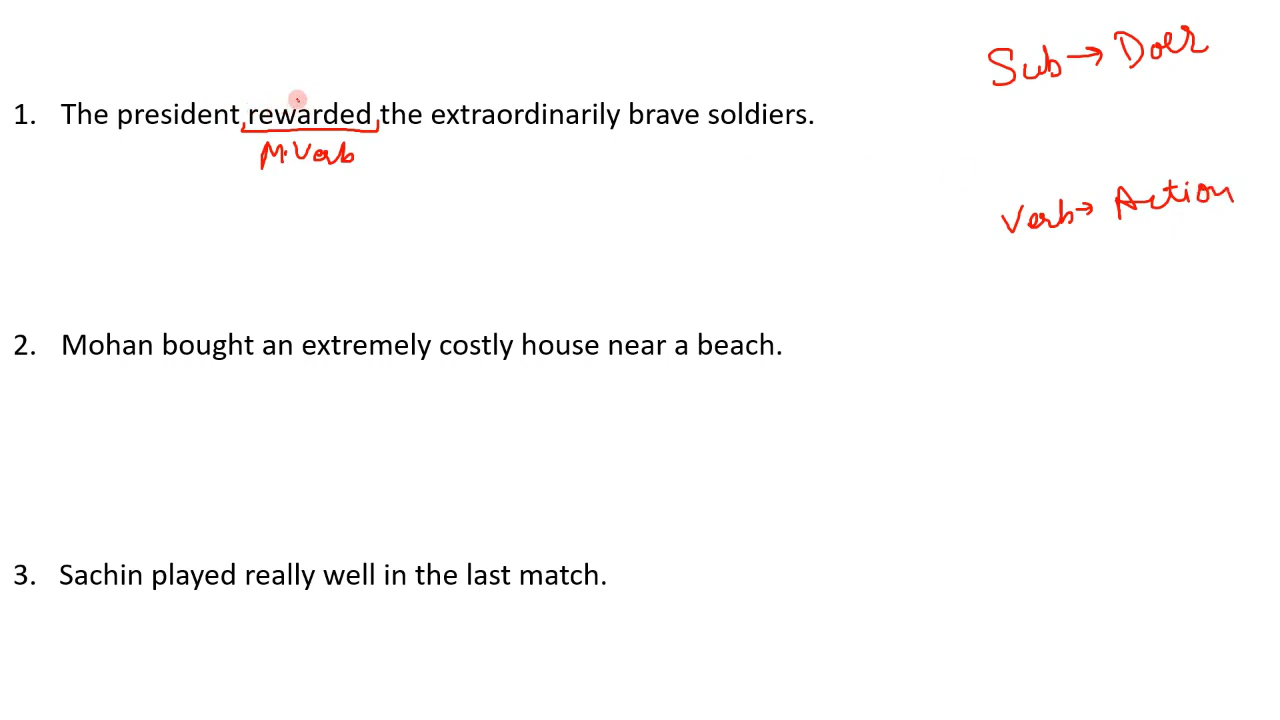 Sub → Doer
1. The president rewarded the extraordinarily brave soldiers.
M.Verb
Verb → Action
2. Mohan bought an extremely costly house near a beach.
3. Sachin played really well in the last match.